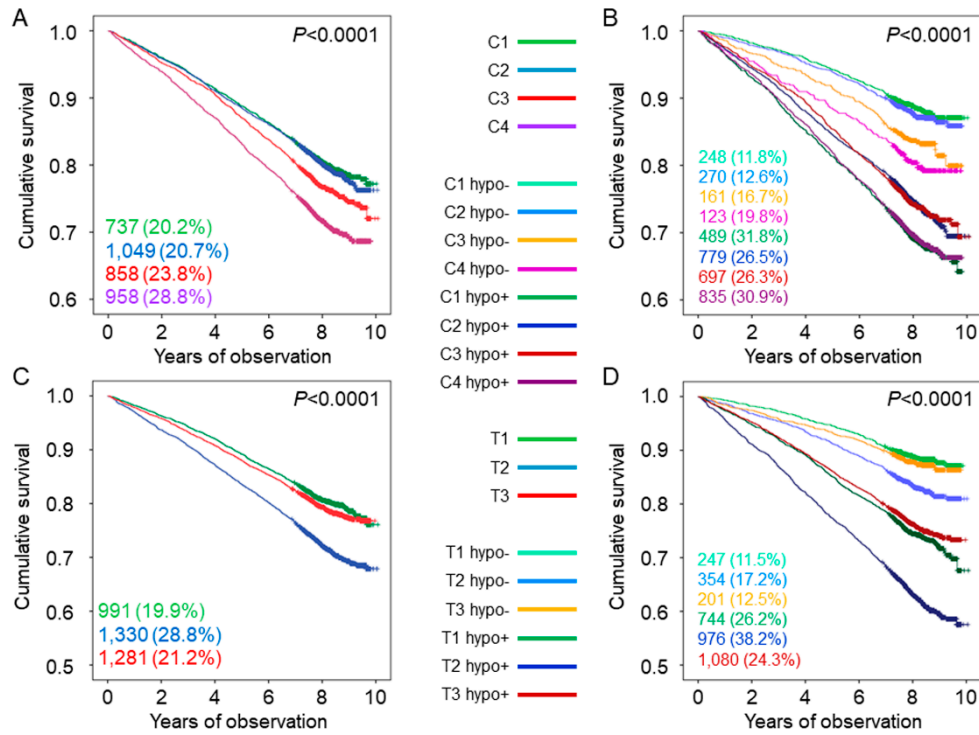 A
P<0.0001
Cumulative survival
1.0
0.9
0.8
0.7
0.6
737 (20.2%)
1,049 (20.7%)
858 (23.8%)
958 (28.8%)
0 2 4 6 8 10
Years of observation
C1
C2
C3
C4
C1 hypo-
C2 hypo-
C3 hypo-
C4 hypo-
C1 hypo+
C2 hypo+
C3 hypo+
C4 hypo+
T1
T2
T3
T1 hypo-
T2 hypo-
T3 hypo-
T1 hypo+
T2 hypo+
T3 hypo+
B
P<0.0001
Cumulative survival
1.0
0.9
0.8
0.7
0.6
248 (11.8%)
270 (12.6%)
161 (16.7%)
123 (19.8%)
489 (31.8%)
779 (26.5%)
697 (26.3%)
835 (30.9%)
0 2 4 6 8 10
Years of observation
C
P<0.0001
Cumulative survival
1.0
0.9
0.8
0.7
0.6
0.5
991 (19.9%)
1,330 (28.8%)
1,281 (21.2%)
0 2 4 6 8 10
Years of observation
D
P<0.0001
Cumulative survival
1.0
0.9
0.8
0.7
0.6
0.5
247 (11.5%)
354 (17.2%)
201 (12.5%)
744 (26.2%)
976 (38.2%)
1,080 (24.3%)
0 2 4 6 8 10
Years of observation